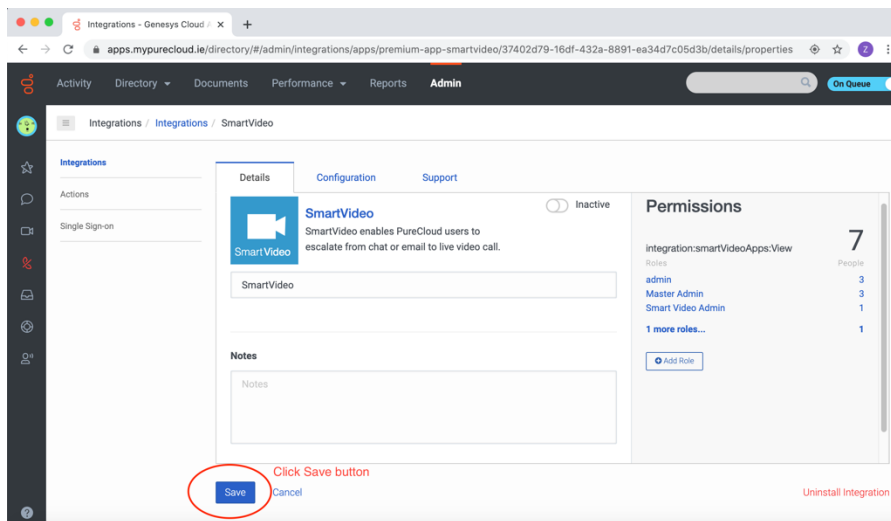 Integrations - Genesys Cloud /
apps.mypurecloud.ie/directory/#/admin/integrations/apps/premium-app-smartvideo/37402d79-16df-432a-8891-ea34d7c05d3b/details/properties
Z
Activity Directory Documents Performance Reports Admin
On Queue
Integrations / Integrations / SmartVideo
Integrations
Actions
Single Sign-on
Details Configuration Support
Smart Video
SmartVideo
SmartVideo enables PureCloud users to
escalate from chat or email to live video call.
Inactive
SmartVideo
Notes
Notes
Permissions
integration:smartVideoApps:View
7
Roles People
admin 3
Master Admin 3
Smart Video Admin 1
1 more roles... 1
Add Role
Click Save button
Save Cancel
Uninstall Integration